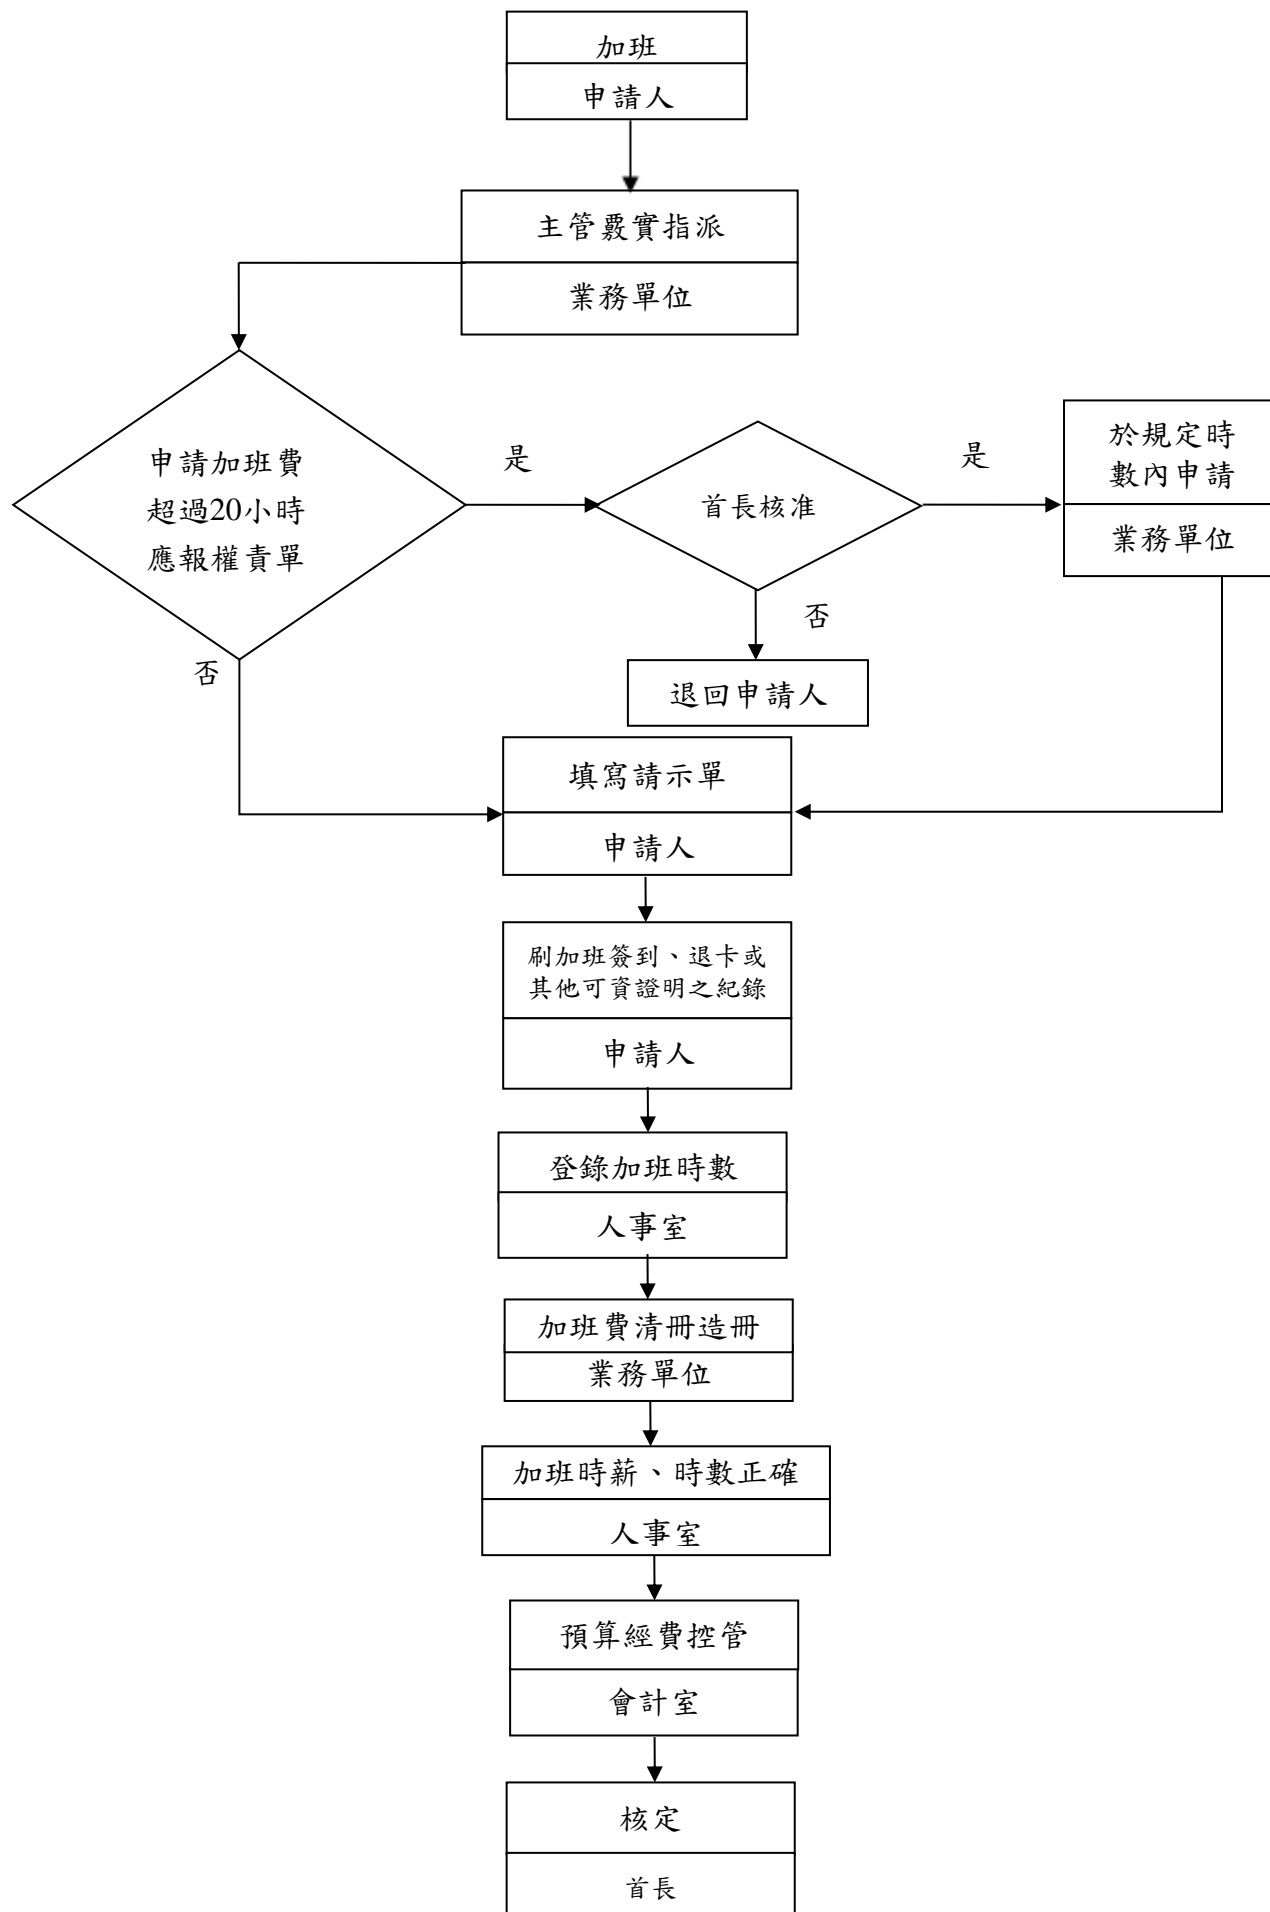 加班
申請人
主管覈實指派
業務單位
申請加班費
超過20小時
應報權責單
是
首長核准
是
於規定時
數內申請
業務單位
否
否
退回申請人
填寫請示單
申請人
刷加班簽到、退卡或
其他可資證明之紀錄
申請人
登錄加班時數
人事室
加班費清冊造冊
業務單位
加班時薪、時數正確
人事室
預算經費控管
會計室
核定
首長